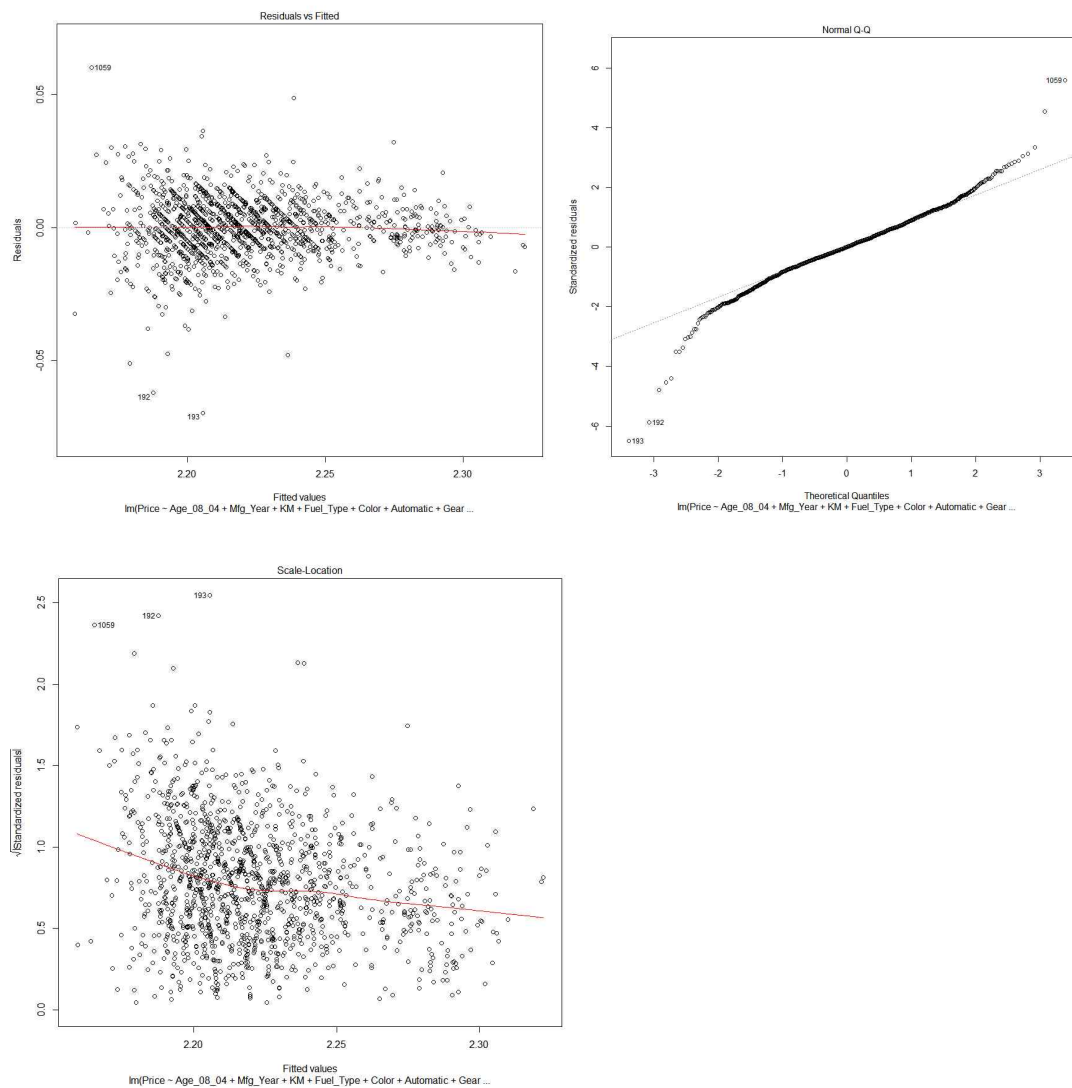 Residuals vs Fitted
0.05
0.00
-0.05
Residuals
1059
192
193
2.20 2.25 2.30
Fitted values
lm(Price ~ Age_08_04 + Mfg_Year + KM + Fuel_Type + Color + Automatic + Gear ...
Normal Q-Q
6
4
2
0
-2
-4
-6
Standardized residuals
1059
192
193
-3 -2 -1 0 1 2 3
Theoretical Quantiles
lm(Price ~ Age_08_04 + Mfg_Year + KM + Fuel_Type + Color + Automatic + Gear ...
Scale-Location
2.5
2.0
1.5
1.0
0.5
0.0
√|Standardized residuals|
193
192
1059
2.20 2.25 2.30
Fitted values
lm(Price ~ Age_08_04 + Mfg_Year + KM + Fuel_Type + Color + Automatic + Gear ...